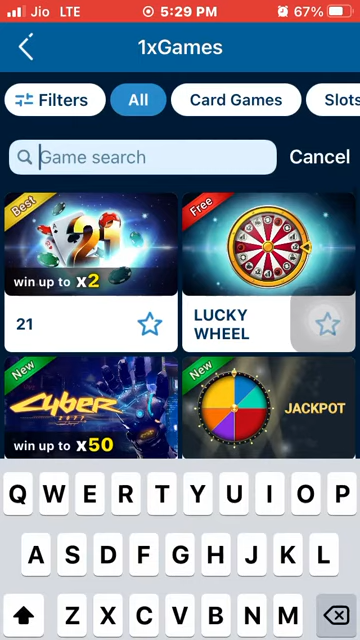 Jio LTE 5:29 PM 67%
1xGames
Filters All Card Games Slots
Game search Cancel
Best
21
win up to x2
21
Free
LUCKY
WHEEL
New
Cyber
2077
win up to x50
New
JACKPOT
Q W E R T Y U I O P
A S D F G H J K L
Z X C V B N M